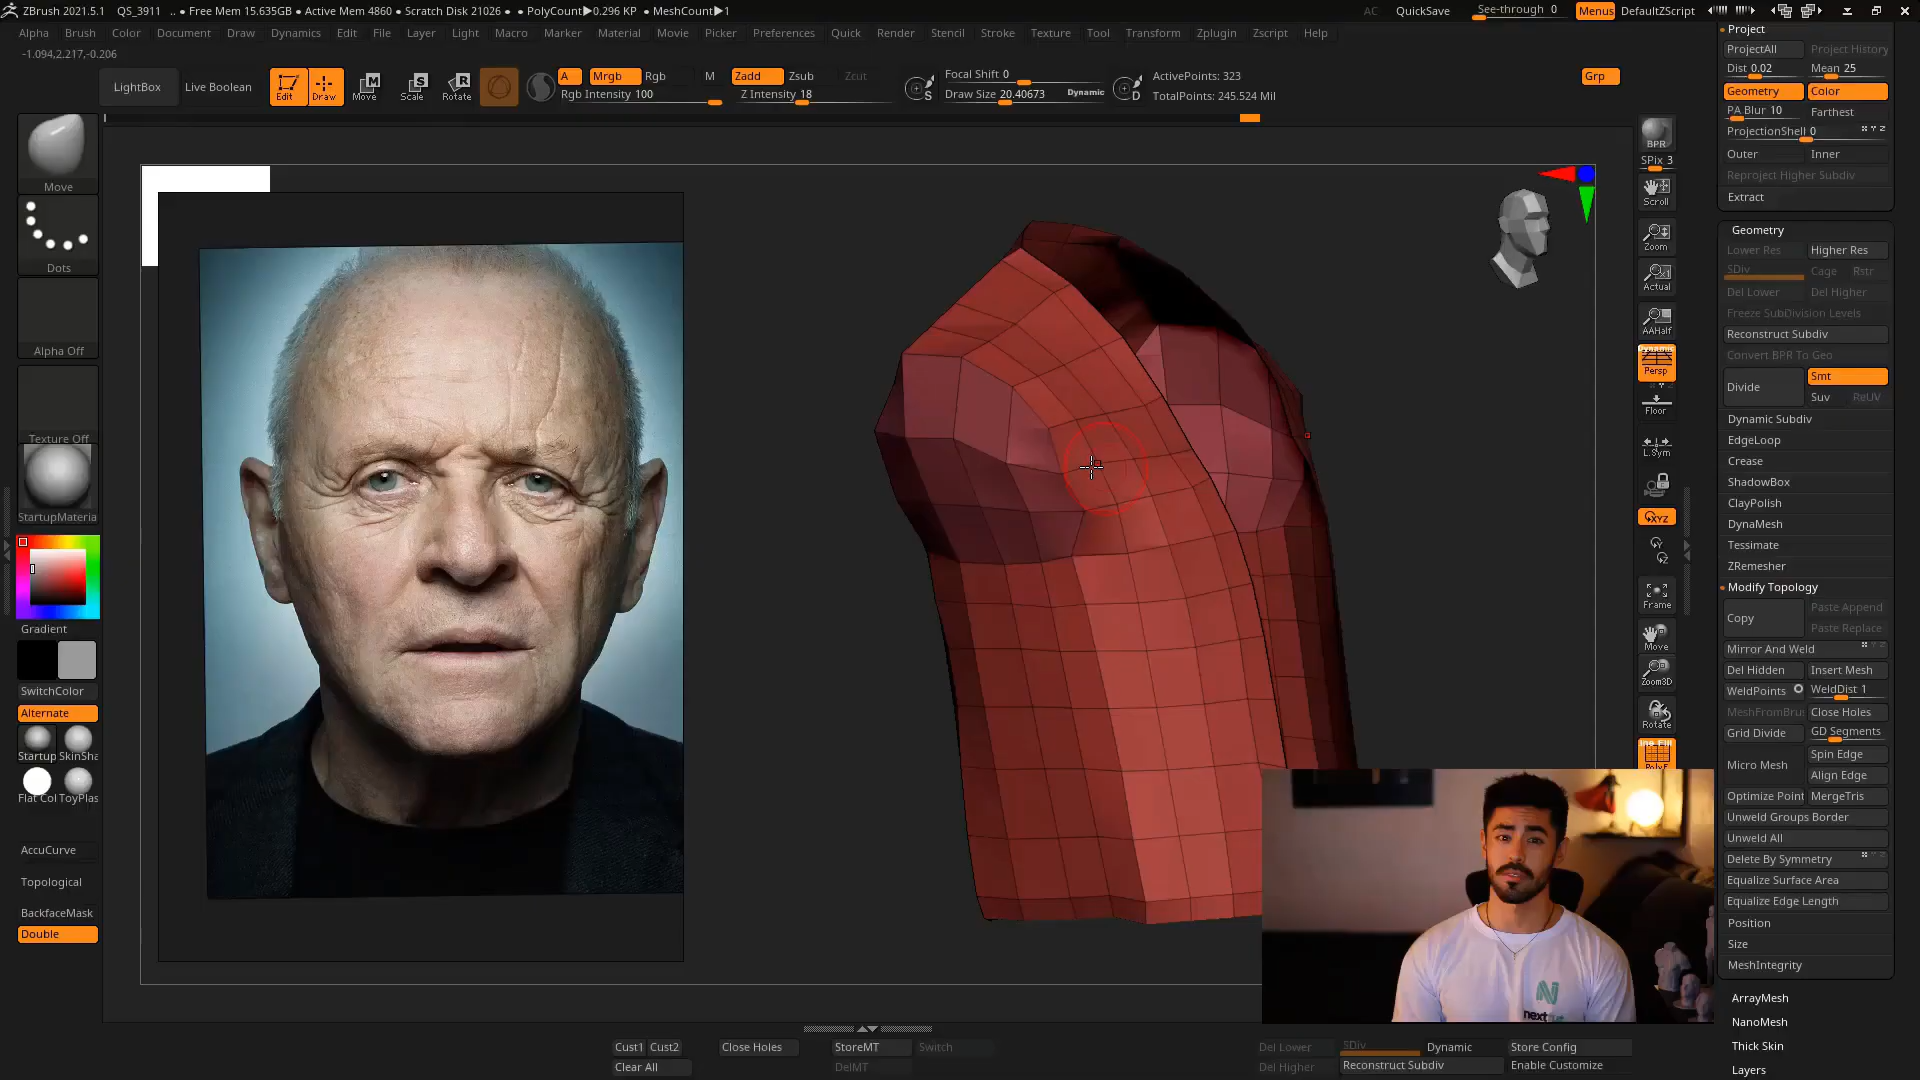 ZBrush 2021.5.1 QS_3911 .. • Free Mem 15.635GB • Active Mem 4860 • Scratch Disk 21026 • PolyCount▶0.296 KP • MeshCount▶1 AC QuickSave See-through 0 Menus DefaultZScript
Alpha Brush Color Document Draw Dynamics Edit File Layer Light Macro Marker Material Movie Picker Preferences Quick Render Stencil Stroke Texture Tool Transform Zplugin Zscript Help
-1.094,2.217,-0.206
LightBox Live Boolean Edit Draw Move Scale Rotate
A Mrgb Rgb M Zadd Zsub Zcut
Rgb Intensity 100 Z Intensity 18
S Focal Shift 0
Draw Size 20.40673 Dynamic D
ActivePoints: 323
TotalPoints: 245.524 Mil
Grp
Move
Dots
Alpha Off
Texture Off
StartupMateria
Gradient
SwitchColor
Alternate
Startup SkinSha
Flat Col ToyPlas
AccuCurve
Topological
BackfaceMask
Double
BPR
SPix 3
Scroll
Zoom
Actual
AAHalf
Dynamic
Persp
Floor
L.Sym
XYZ
Y
Z
Frame
Move
Zoom3D
Rotate
Line Fill
PolyF
Project
ProjectAll Project History
Dist 0.02 Mean 25
Geometry Color
PA Blur 10 Farthest
ProjectionShell 0 X Y Z
Outer Inner
Reproject Higher Subdiv
Extract
Geometry
Lower Res Higher Res
SDiv Cage Rstr
Del Lower Del Higher
Freeze SubDivision Levels
Reconstruct Subdiv
Convert BPR To Geo
Divide Smt
Suv ReUV
Dynamic Subdiv
EdgeLoop
Crease
ShadowBox
ClayPolish
DynaMesh
Tessimate
ZRemesher
Modify Topology
Copy Paste Append
Paste Replace
Mirror And Weld
Del Hidden Insert Mesh
WeldPoints WeldDist 1
MeshFromBru Close Holes
Grid Divide GD Segments
Micro Mesh Spin Edge
Align Edge
Optimize Point MergeTris
Unweld Groups Border
Unweld All
Delete By Symmetry
Equalize Surface Area
Equalize Edge Length
Position
Size
MeshIntegrity
ArrayMesh
NanoMesh
Thick Skin
Layers
Cust1 Cust2 Close Holes StoreMT Switch
Clear All DelMT
Del Lower SDiv Dynamic Store Config
Del Higher Reconstruct Subdiv Enable Customize